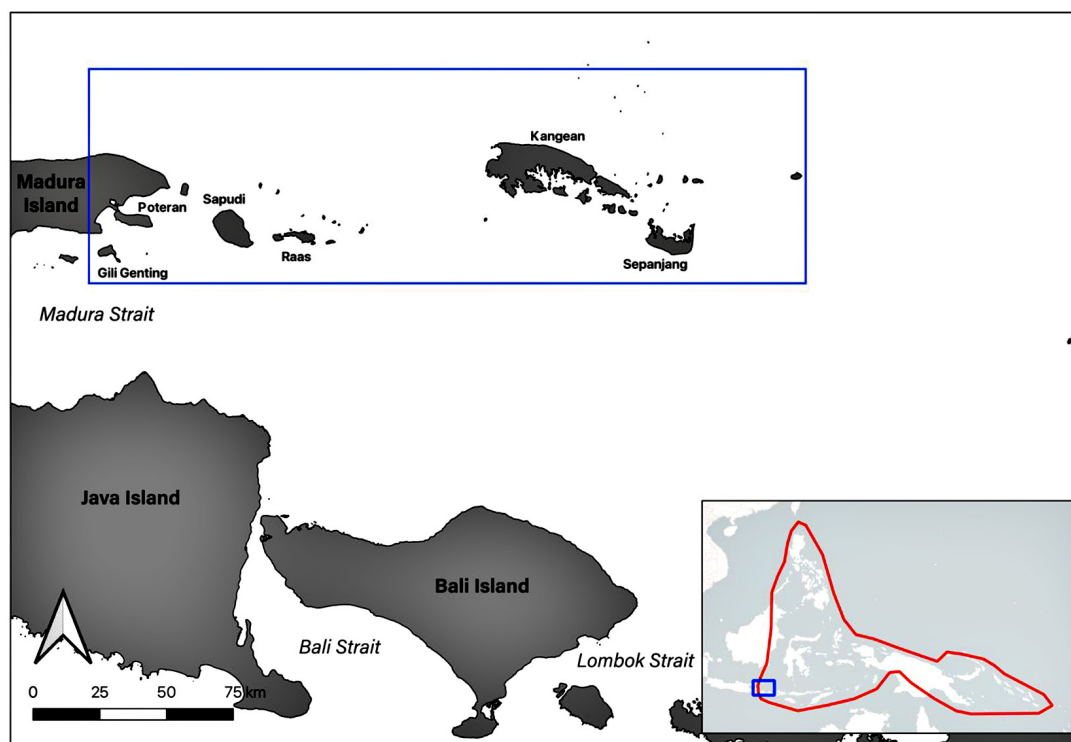 Kangean
Madura
Island
Sapudi
Poteran
Raas
Gili Genting
Sepanjang
Madura Strait
Java Island
Bali Island
Bali Strait
Lombok Strait
0 25 50 75 km